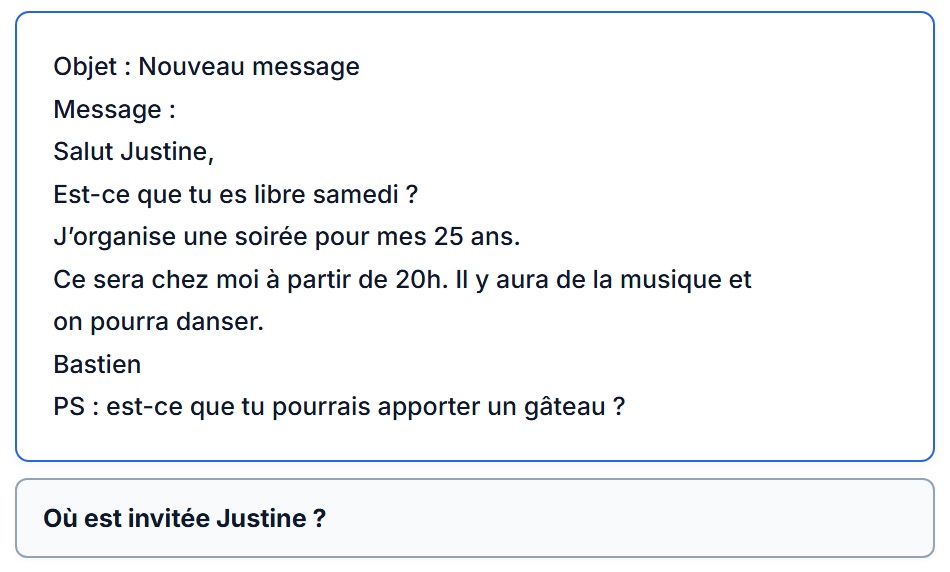 Objet : Nouveau message
Message :
Salut Justine,
Est-ce que tu es libre samedi ?
J’organise une soirée pour mes 25 ans.
Ce sera chez moi à partir de 20h. Il y aura de la musique et
on pourra danser.
Bastien
PS : est-ce que tu pourrais apporter un gâteau ?
Où est invitée Justine ?